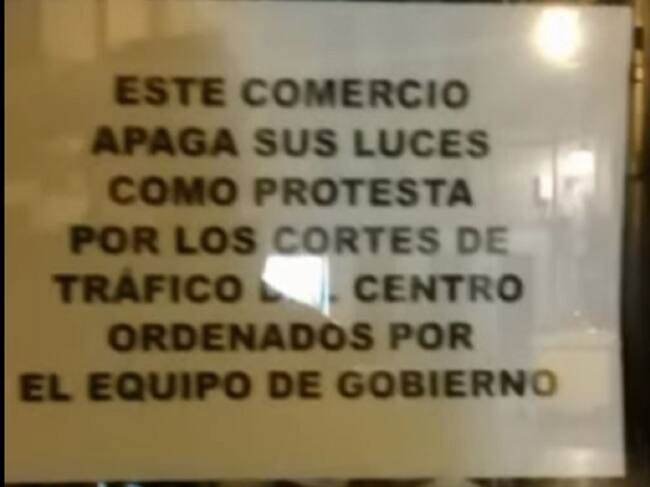 ESTE COMERCIO
APAGA SUS LUCES
COMO PROTESTA
POR LOS CORTES DE
TRÁFICO DEL CENTRO
ORDENADOS POR
EL EQUIPO DE GOBIERNO